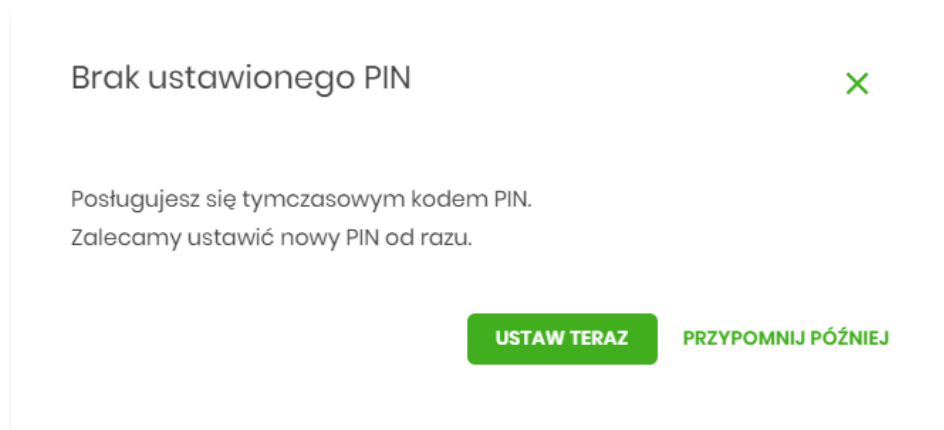 Brak ustawionego PIN
Posługujesz się tymczasowym kodem PIN.
Zalecamy ustawić nowy PIN od razu.
USTAW TERAZ
PRZYPOMNIJ PÓŹNIEJ